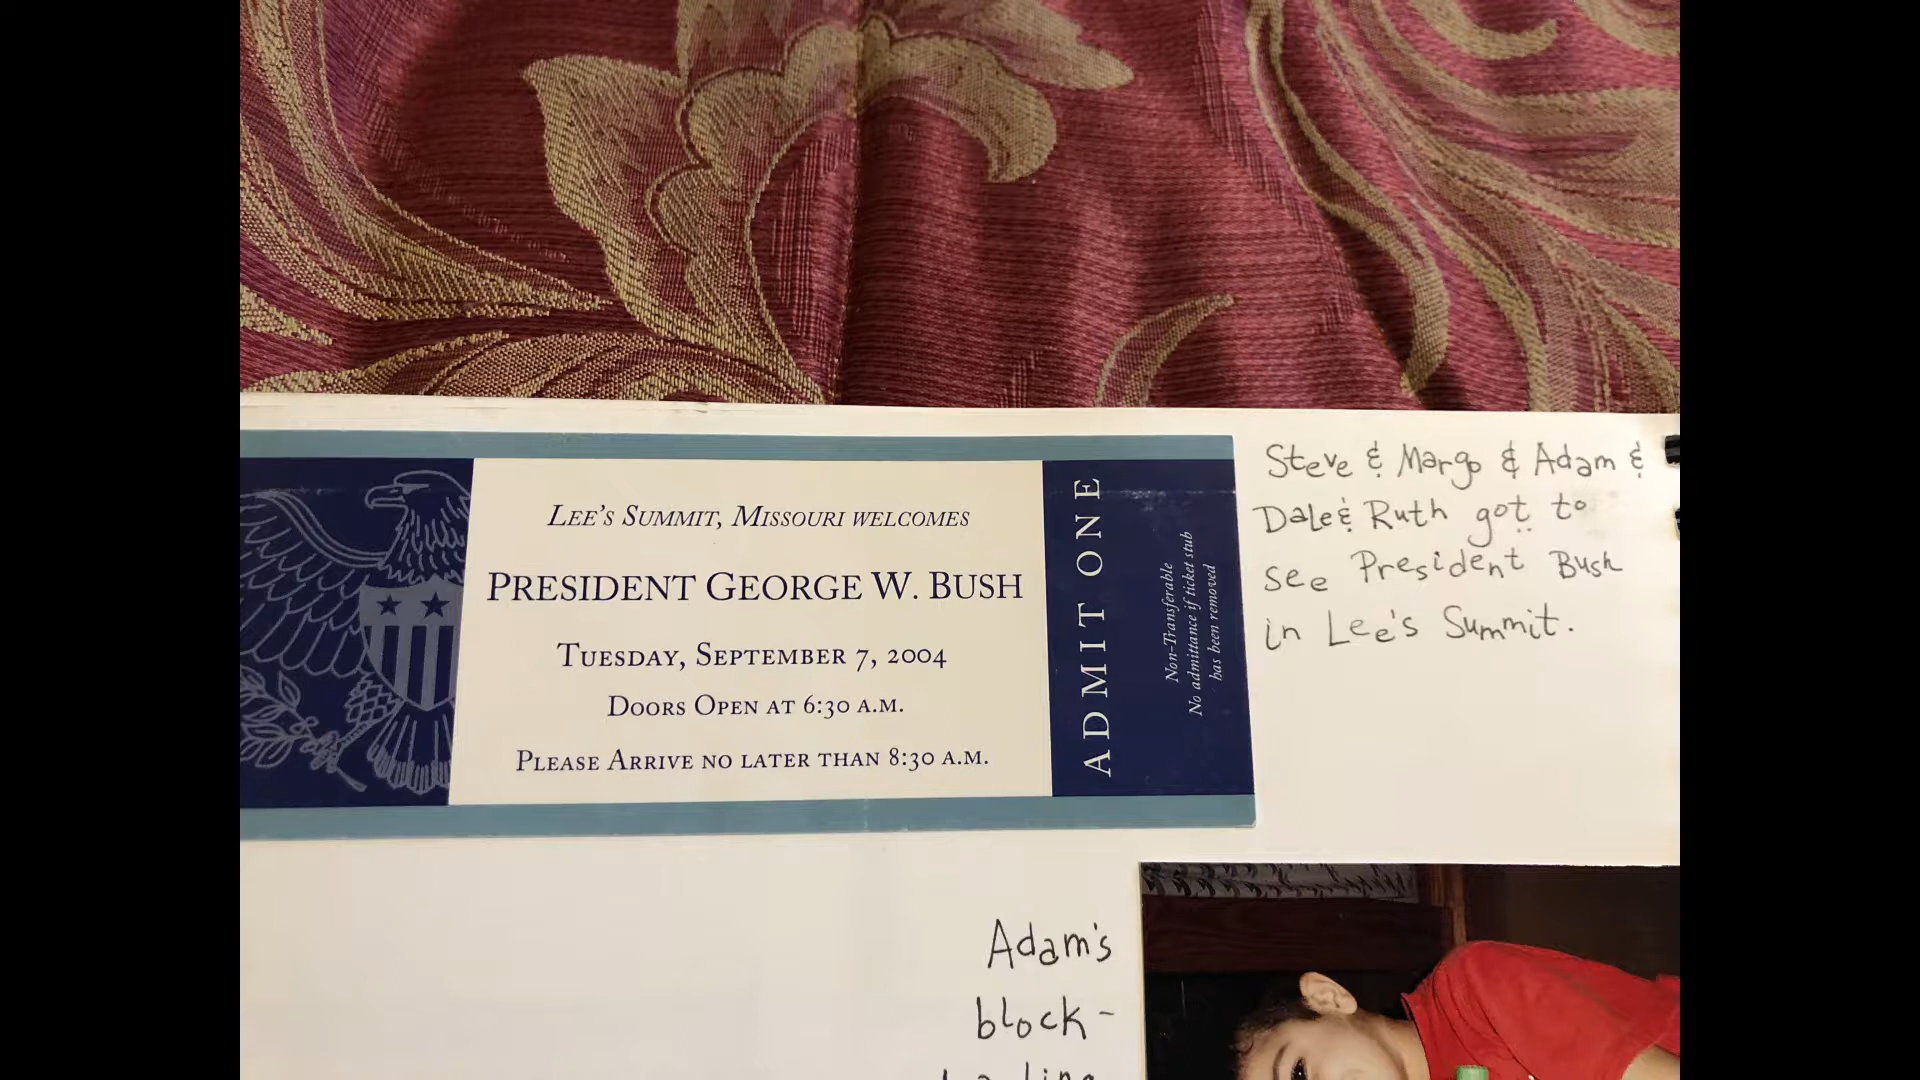 Lee's Summit, Missouri welcomes
President George W. Bush
Tuesday, September 7, 2004
Doors Open at 6:30 a.m.
Please Arrive no later than 8:30 a.m.
ADMIT ONE
Non-Transferable
No admittance if ticket stub
has been removed
Steve & Margo & Adam &
Dale & Ruth got to
see President Bush
in Lee's Summit.
Adam's
block-